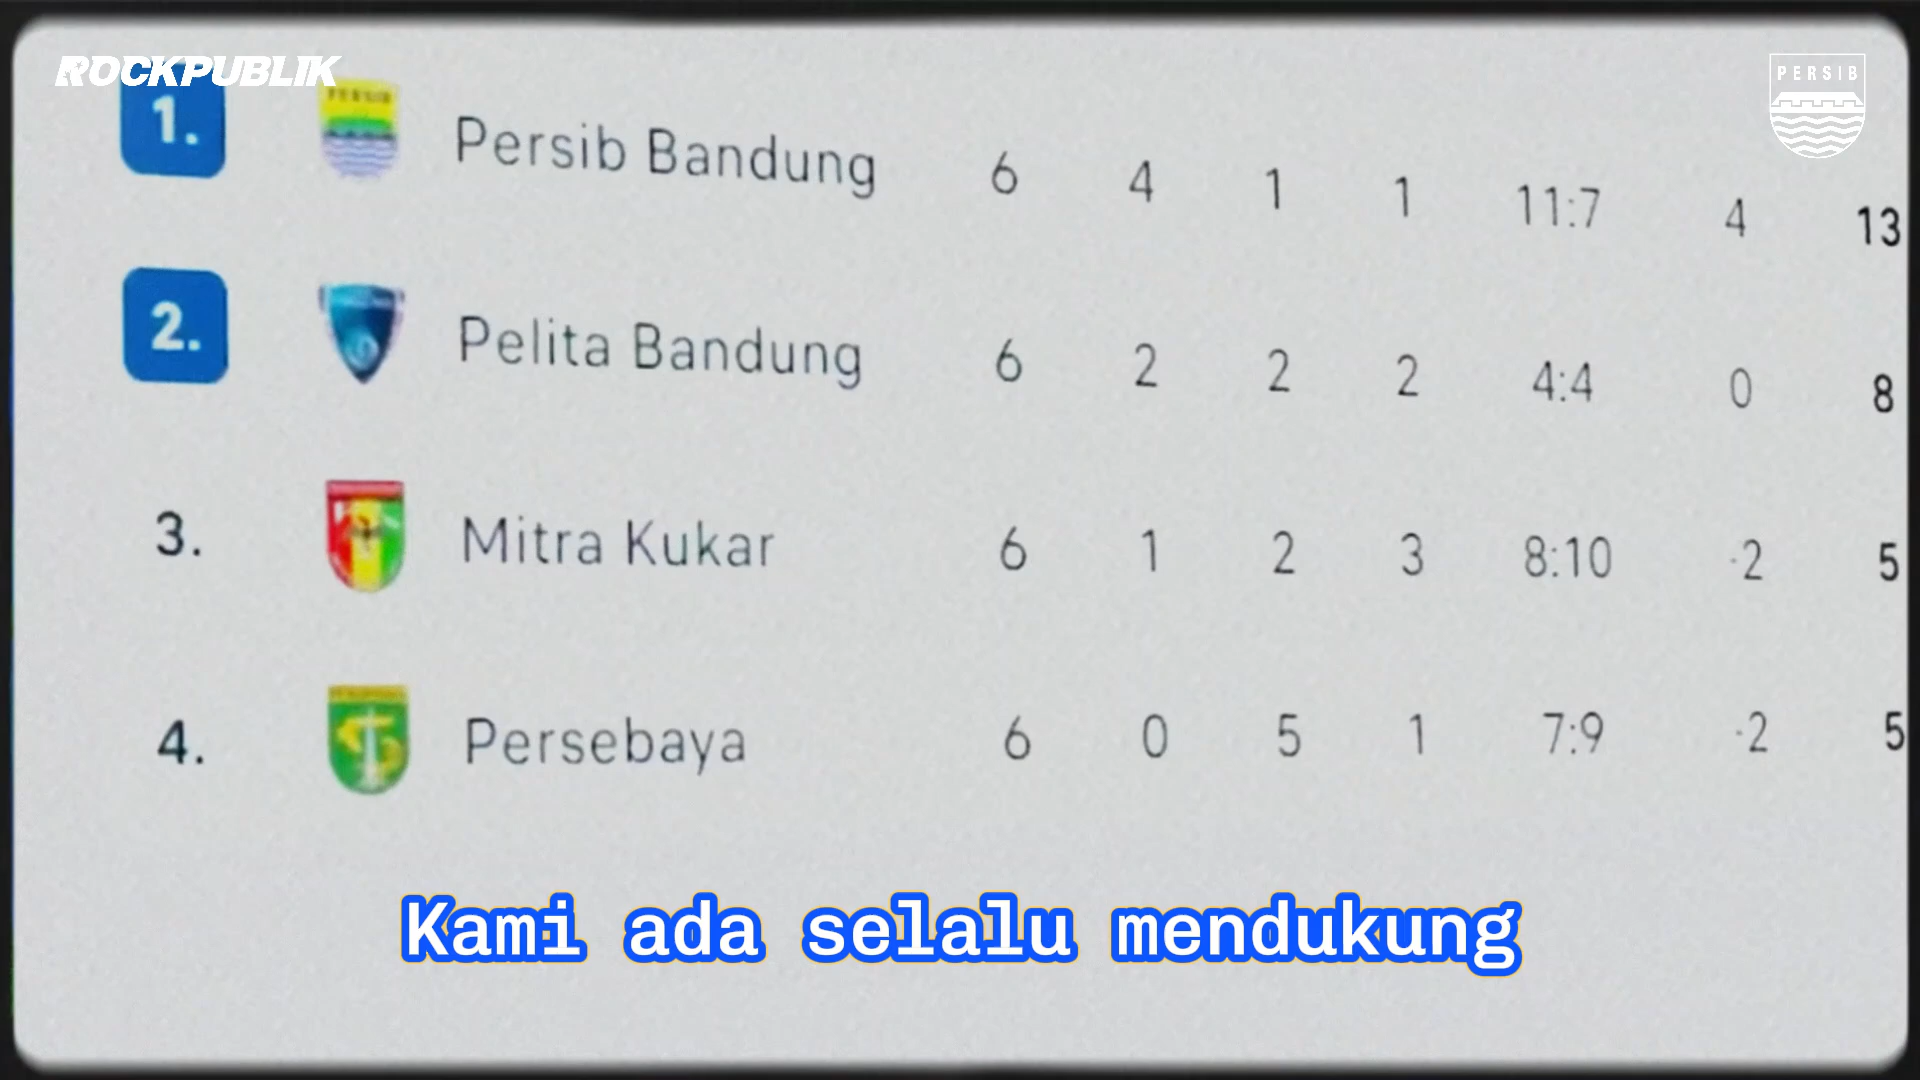 ROCKPUBLIK
PERSIB
1. PERSIB Persib Bandung 6 4 1 1 11:7 4 13
2. Pelita Bandung 6 2 2 2 4:4 0 8
3. Mitra Kukar 6 1 2 3 8:10 -2 5
4. Persebaya 6 0 5 1 7:9 -2 5
Kami ada selalu mendukung